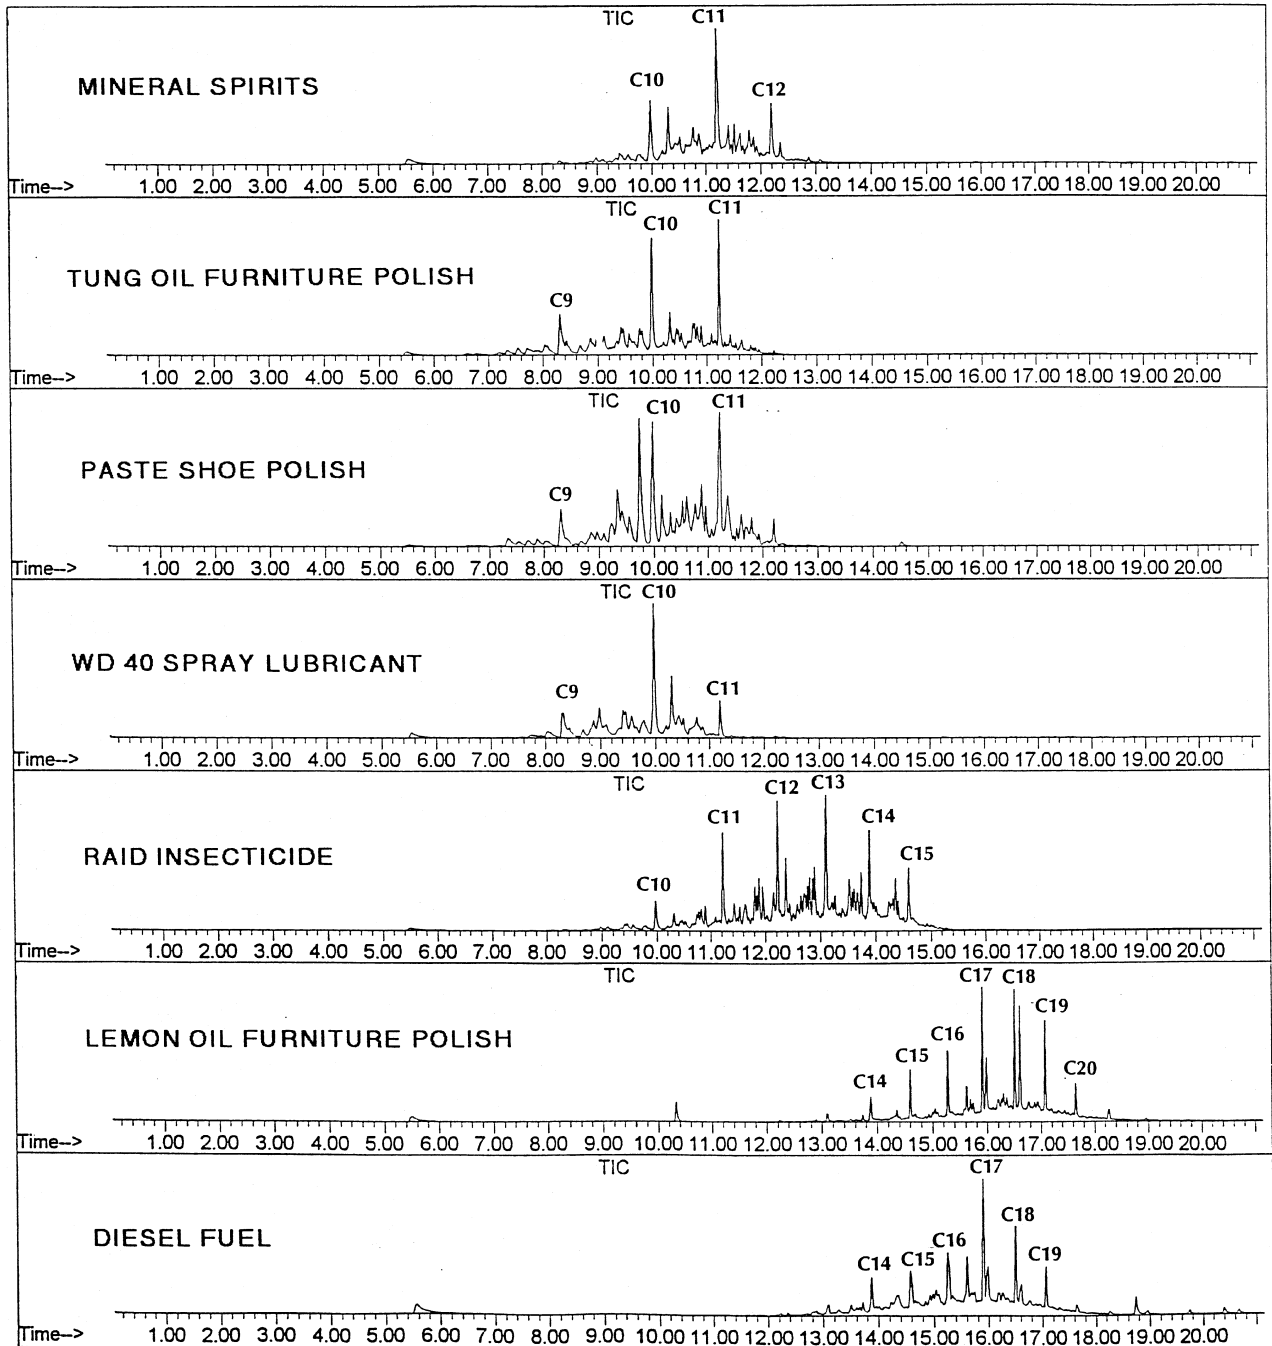 TIC C11
MINERAL SPIRITS
C10
C12
Time--> 1.00 2.00 3.00 4.00 5.00 6.00 7.00 8.00 9.00 10.00 11.00 12.00 13.00 14.00 15.00 16.00 17.00 18.00 19.00 20.00
TIC C10 C11
TUNG OIL FURNITURE POLISH
C9
Time--> 1.00 2.00 3.00 4.00 5.00 6.00 7.00 8.00 9.00 10.00 11.00 12.00 13.00 14.00 15.00 16.00 17.00 18.00 19.00 20.00
TIC C10 C11
PASTE SHOE POLISH
C9
Time--> 1.00 2.00 3.00 4.00 5.00 6.00 7.00 8.00 9.00 10.00 11.00 12.00 13.00 14.00 15.00 16.00 17.00 18.00 19.00 20.00
TIC C10
WD 40 SPRAY LUBRICANT
C9 C11
Time--> 1.00 2.00 3.00 4.00 5.00 6.00 7.00 8.00 9.00 10.00 11.00 12.00 13.00 14.00 15.00 16.00 17.00 18.00 19.00 20.00
TIC C12 C13
C11 C14
RAID INSECTICIDE
C15
C10
Time--> 1.00 2.00 3.00 4.00 5.00 6.00 7.00 8.00 9.00 10.00 11.00 12.00 13.00 14.00 15.00 16.00 17.00 18.00 19.00 20.00
TIC C17 C18
C19
LEMON OIL FURNITURE POLISH
C16
C15
C14 C20
Time--> 1.00 2.00 3.00 4.00 5.00 6.00 7.00 8.00 9.00 10.00 11.00 12.00 13.00 14.00 15.00 16.00 17.00 18.00 19.00 20.00
TIC C17
C18
DIESEL FUEL
C16
C14 C15 C19
Time--> 1.00 2.00 3.00 4.00 5.00 6.00 7.00 8.00 9.00 10.00 11.00 12.00 13.00 14.00 15.00 16.00 17.00 18.00 19.00 20.00